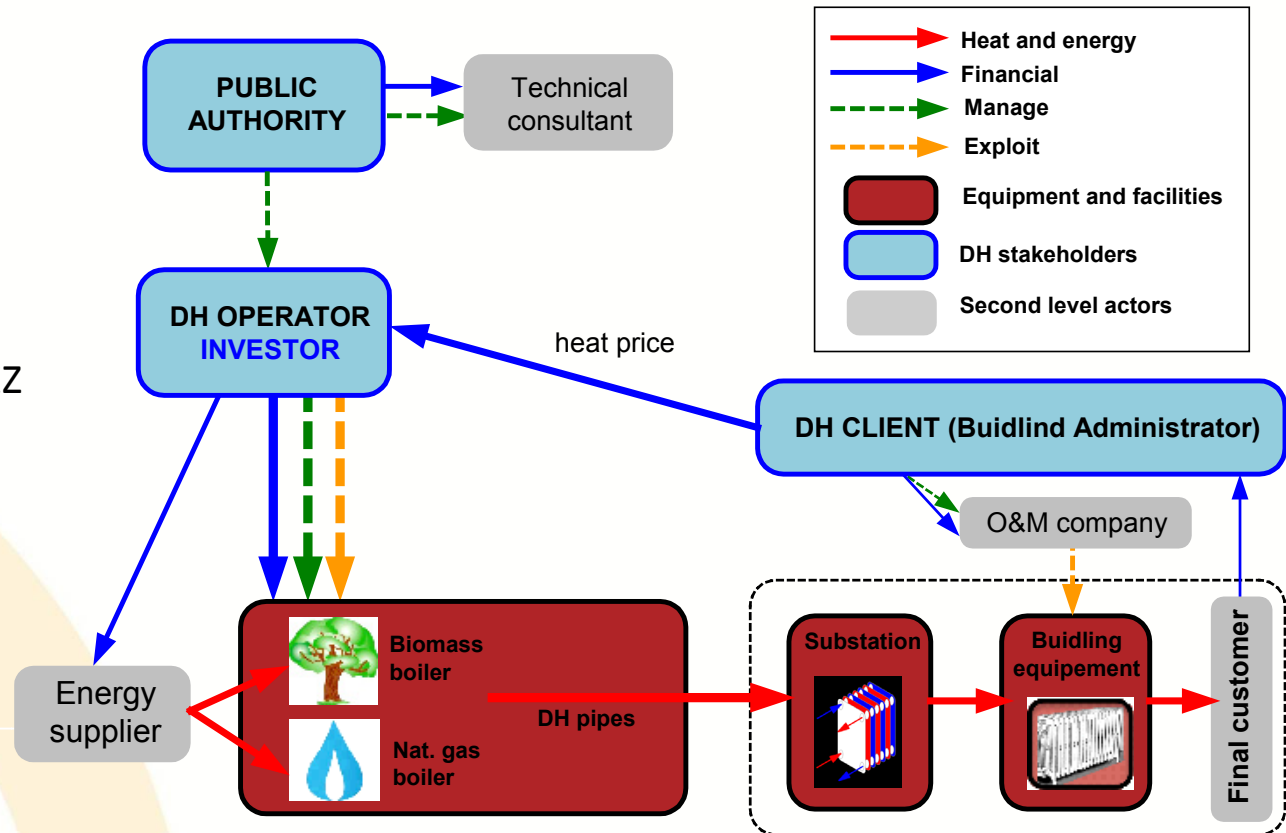 PUBLIC
AUTHORITY
Technical
consultant
Heat and energy
Financial
Manage
Exploit
Equipment and facilities
DH stakeholders
Second level actors
DH OPERATOR
INVESTOR
heat price
z
DH CLIENT (Buidlind Administrator)
O&M company
Energy
supplier
Biomass
boiler
Nat. gas
boiler
DH pipes
Substation
Buidling
equipement
Final customer